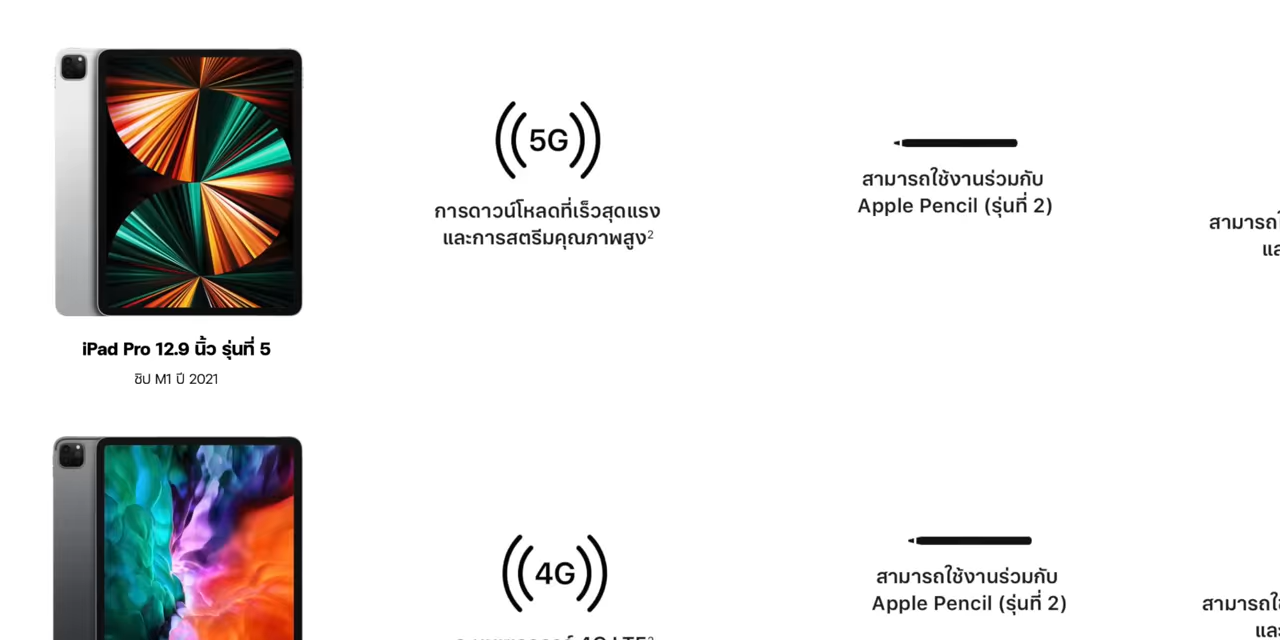 5G
การดาวน์โหลดที่เร็วสุดแรง
และการสตรีมคุณภาพสูง²
สามารถใช้งานร่วมกับ
Apple Pencil (รุ่นที่ 2)
iPad Pro 12.9 นิ้ว รุ่นที่ 5
ชิป M1 ปี 2021
4G
4G LTE²
สามารถใช้งานร่วมกับ
Apple Pencil (รุ่นที่ 2)